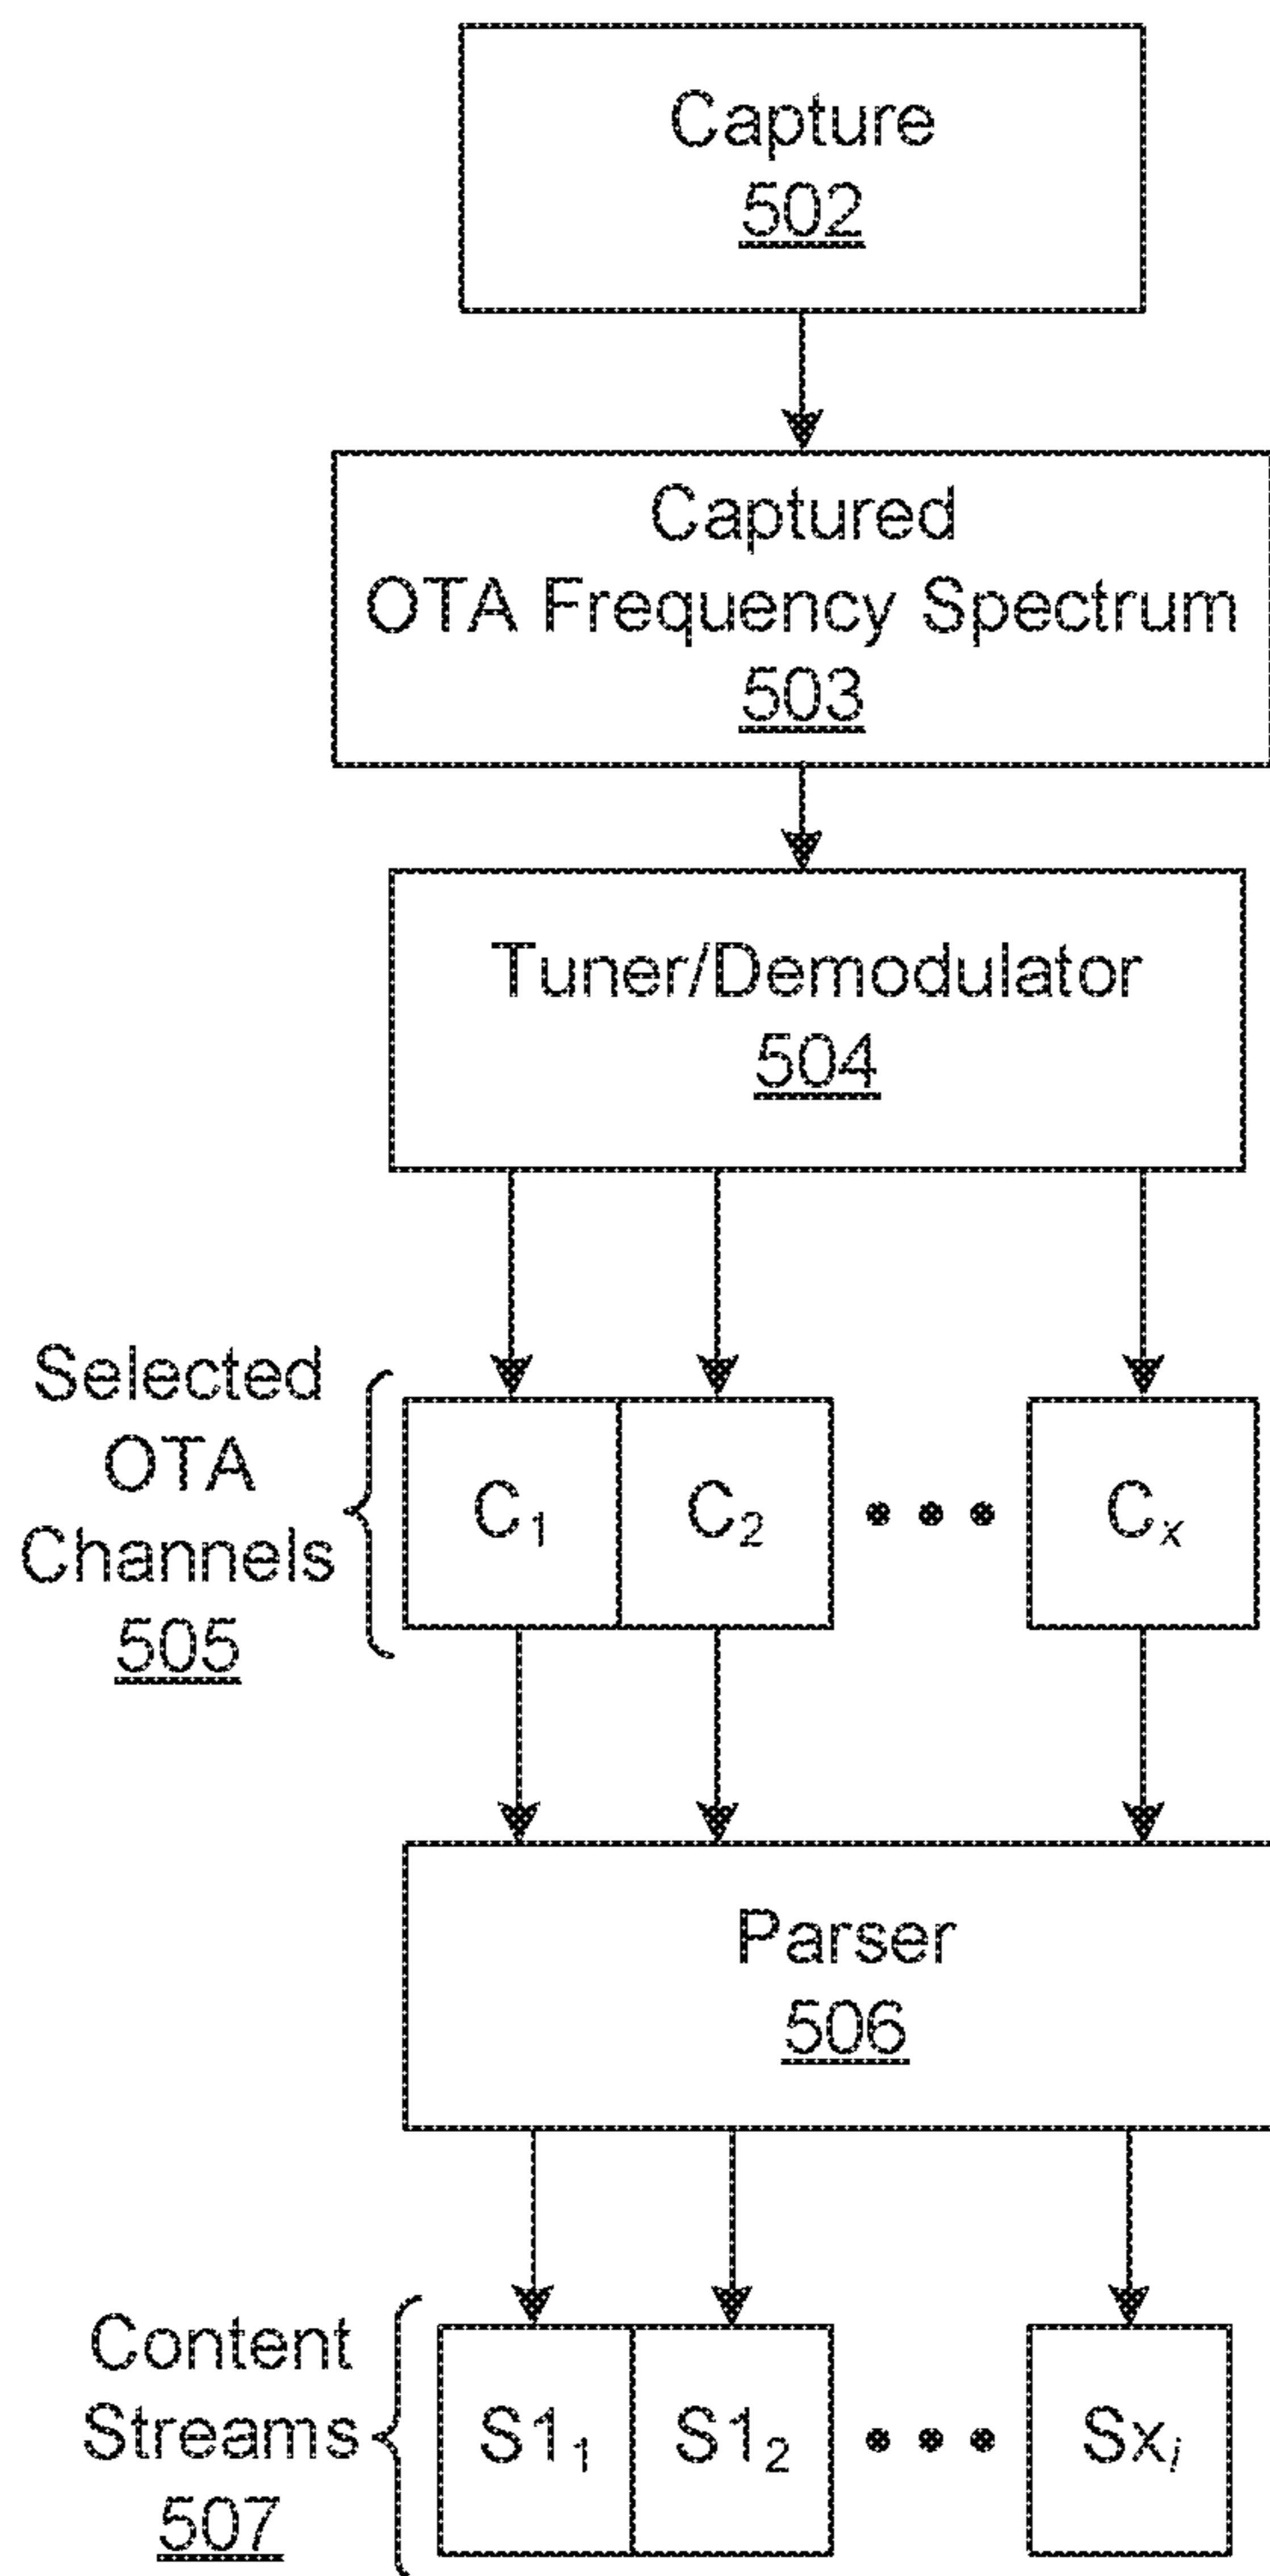 Capture
502
Captured
OTA Frequency Spectrum
503
Tuner/Demodulator
504
Selected
OTA
Channels
505
C₁ C₂ ••• Cₓ
Parser
506
Content
Streams
507
S1₁ S1₂ ••• Sxᵢ